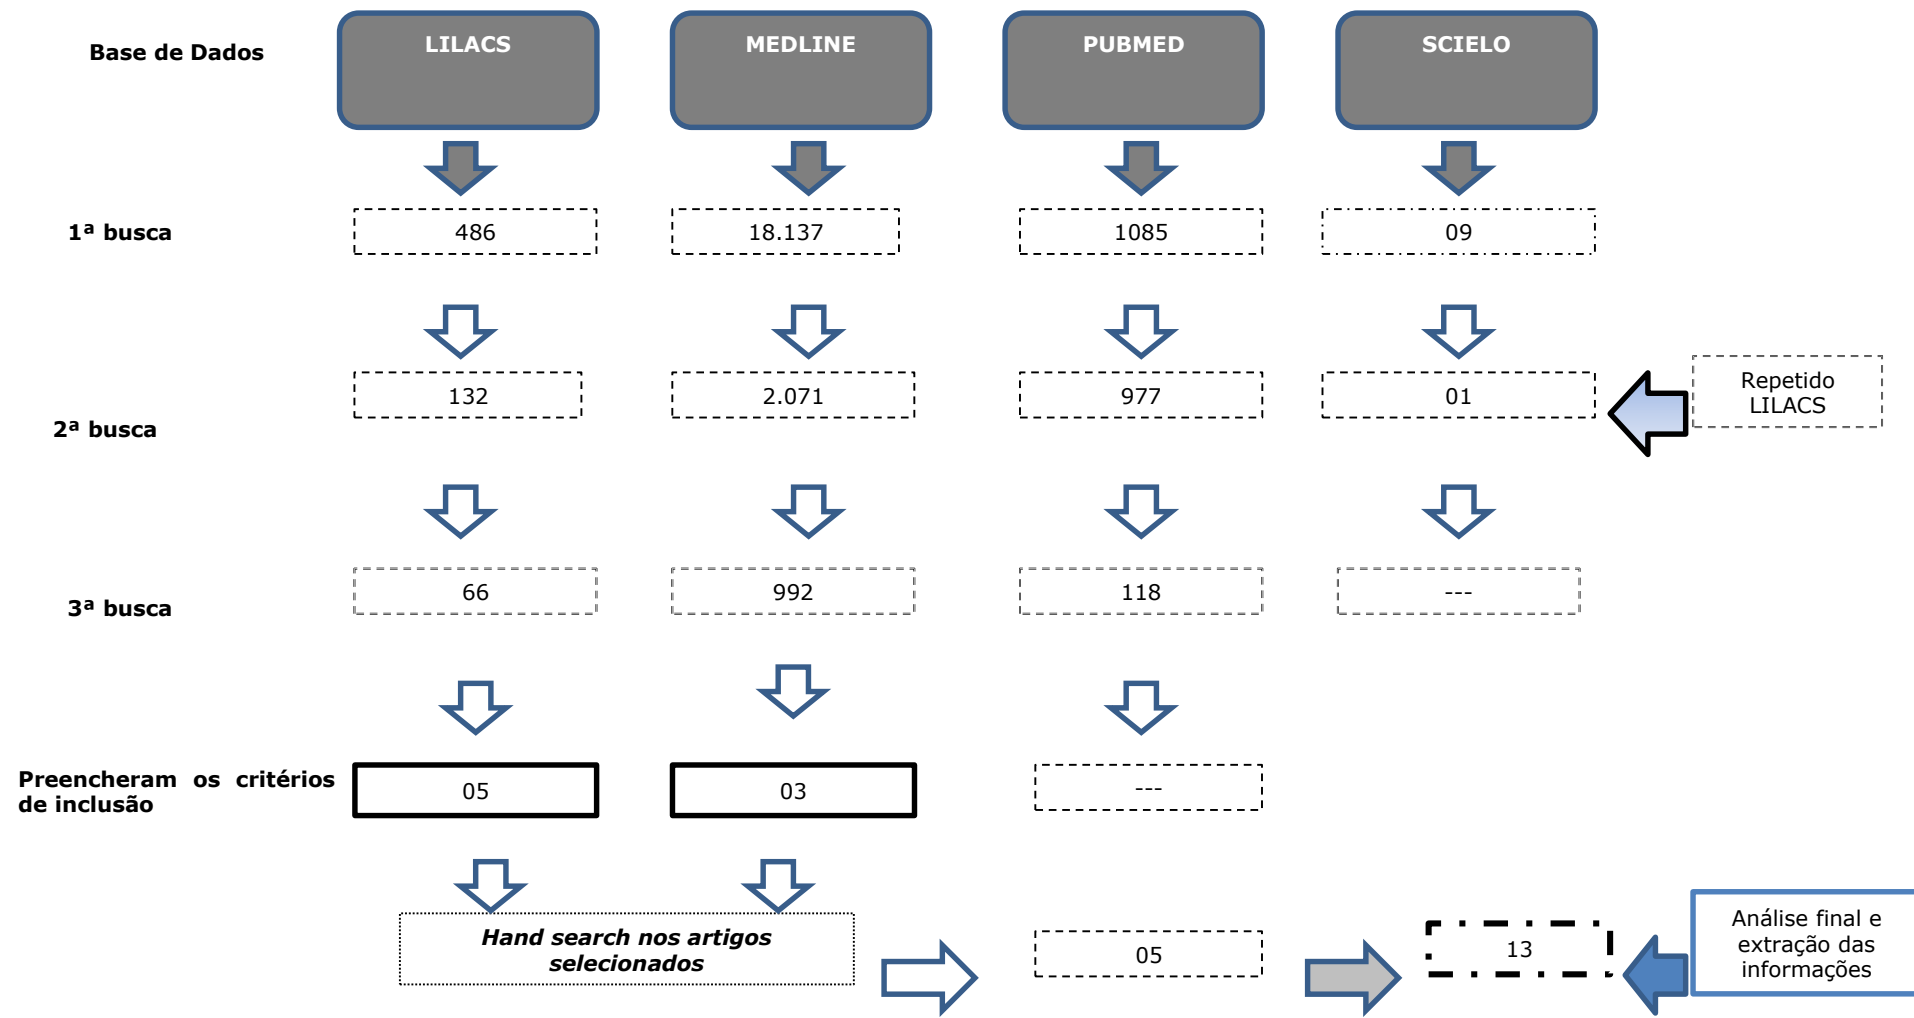 Base de Dados
LILACS
MEDLINE
PUBMED
SCIELO
1ª busca
486
18.137
1085
09
2ª busca
132
2.071
977
01
Repetido
LILACS
3ª busca
66
992
118
---
Preencheram os critérios
de inclusão
05
03
---
Hand search nos artigos
selecionados
05
13
Análise final e
extração das
informações